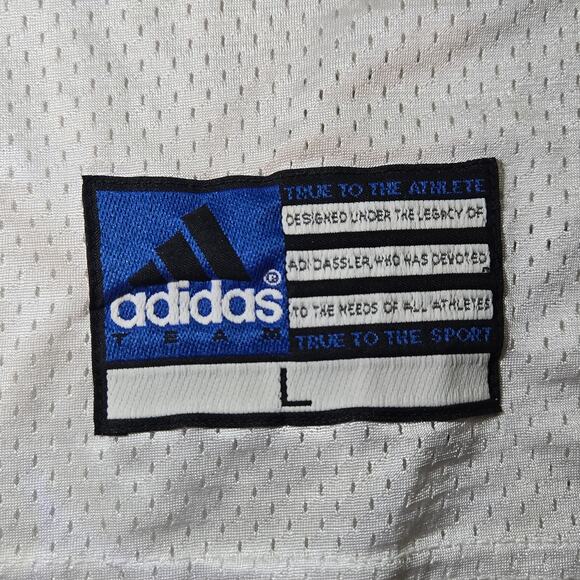 TRUE TO THE ATHLETE
DESIGNED UNDER THE LEGACY OF
ADI DASSLER, WHO HAS DEVOTED
TO THE NEEDS OF ALL ATHLETES
TRUE TO THE SPORT
adidas®
TEAM
L